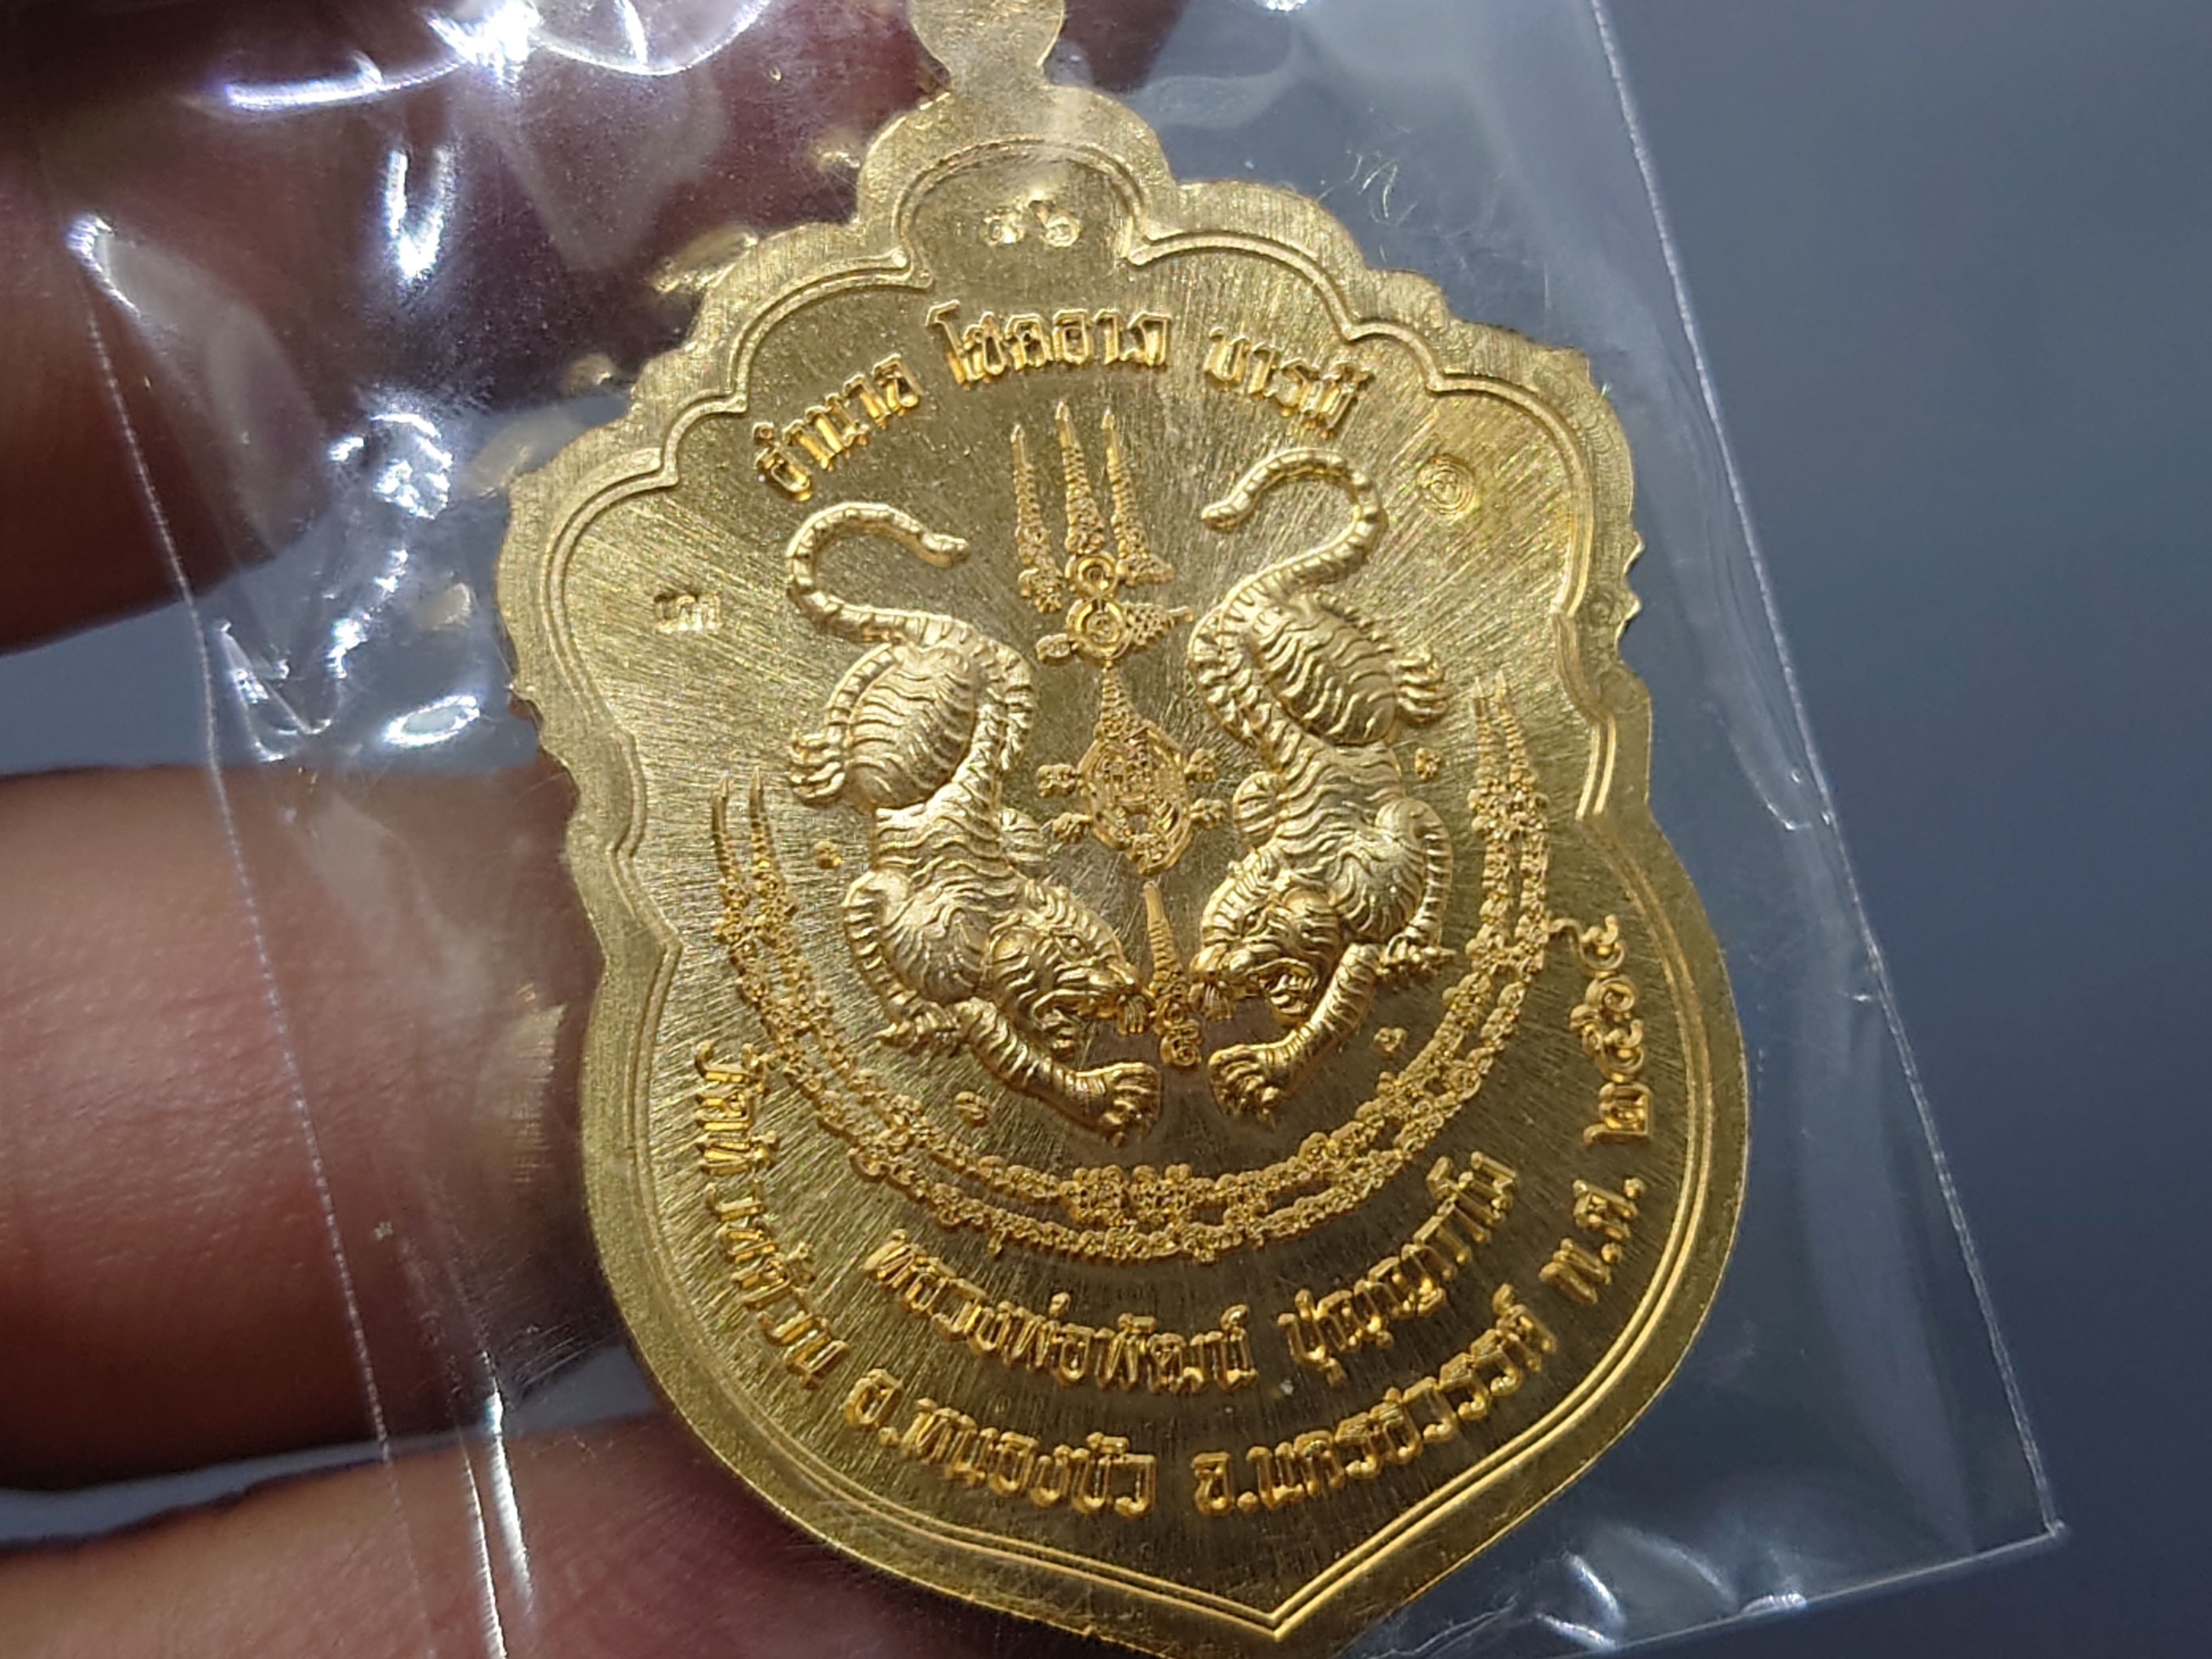 ๗๖
อำนาจ โชคลาภ บารมี
หลวงพ่อพัฒน์ ปุญญกาโม
วัดห้วยด้วน อ.หนองบัว จ.นครสวรรค์ พ.ศ. ๒๕๖๔